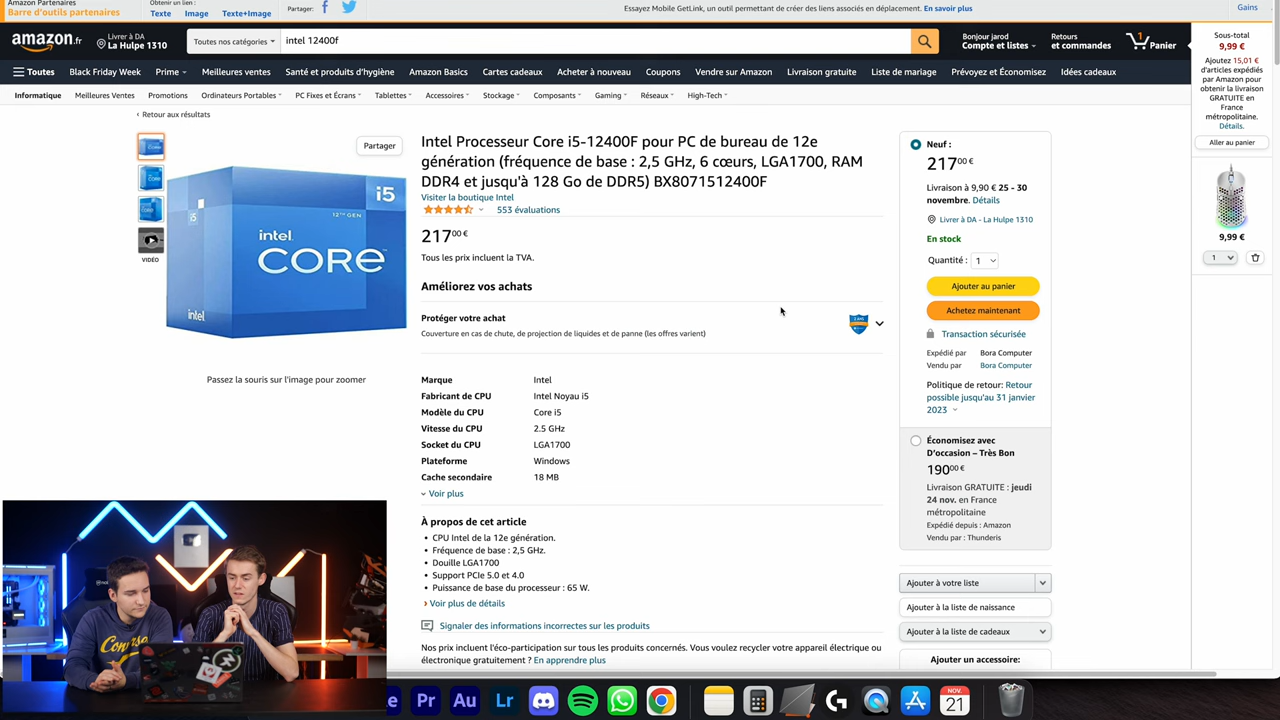 Amazon Partenaires
Barre d'outils partenaires
Obtenir un lien :
Texte
Image
Texte+Image
Partager:
Essayez Mobile GetLink, un outil permettant de créer des liens associés en déplacement. En savoir plus
Gains
amazon.fr
Livrer à DA
La Hulpe 1310
Toutes nos catégories
intel 12400f
Bonjour jarod
Compte et listes
Retours
et commandes
1
Panier
Toutes
Black Friday Week
Prime
Meilleures ventes
Santé et produits d'hygiène
Amazon Basics
Cartes cadeaux
Acheter à nouveau
Coupons
Vendre sur Amazon
Livraison gratuite
Liste de mariage
Prévoyez et Économisez
Idées cadeaux
Informatique
Meilleures Ventes
Promotions
Ordinateurs Portables
PC Fixes et Écrans
Tablettes
Accessoires
Stockage
Composants
Gaming
Réseaux
High-Tech
‹ Retour aux résultats
VIDÉO
Partager
i5
12TH GEN
i5
intel
CORE
intel
Passez la souris sur l'image pour zoomer
Intel Processeur Core i5-12400F pour PC de bureau de 12e
génération (fréquence de base : 2,5 GHz, 6 cœurs, LGA1700, RAM
DDR4 et jusqu'à 128 Go de DDR5) BX8071512400F
Visiter la boutique Intel
553 évaluations
217,00 €
Tous les prix incluent la TVA.
Améliorez vos achats
Protéger votre achat
Couverture en cas de chute, de projection de liquides et de panne (les offres varient)
Marque Intel
Fabricant de CPU Intel Noyau i5
Modèle du CPU Core i5
Vitesse du CPU 2.5 GHz
Socket du CPU LGA1700
Plateforme Windows
Cache secondaire 18 MB
Voir plus
À propos de cet article
• CPU Intel de la 12e génération.
• Fréquence de base : 2,5 GHz.
• Douille LGA1700
• Support PCIe 5.0 et 4.0
• Puissance de base du processeur : 65 W.
› Voir plus de détails
Signaler des informations incorrectes sur les produits
Nos prix incluent l'éco-participation sur tous les produits concernés. Vous voulez recycler votre appareil électrique ou
électronique gratuitement ? En apprendre plus
Neuf :
217,00 €
Livraison à 9,90 € 25 - 30
novembre. Détails
Livrer à DA - La Hulpe 1310
En stock
Quantité : 1
Ajouter au panier
Achetez maintenant
Transaction sécurisée
Expédié par Bora Computer
Vendu par Bora Computer
Politique de retour: Retour
possible jusqu'au 31 janvier
2023
Économisez avec
D'occasion – Très Bon
190,00 €
Livraison GRATUITE : jeudi
24 nov. en France
métropolitaine
Expédié depuis : Amazon
Vendu par : Thunderis
Ajouter à votre liste
Ajouter à la liste de naissance
Ajouter à la liste de cadeaux
Ajouter un accessoire:
Sous-total
9,99 €
Ajoutez 15,01 €
d'articles expédiés
par Amazon pour
obtenir la livraison
GRATUITE en
France
métropolitaine.
Détails.
Aller au panier
9,99 €
1
Pr
Au
Lr
NOV.
21